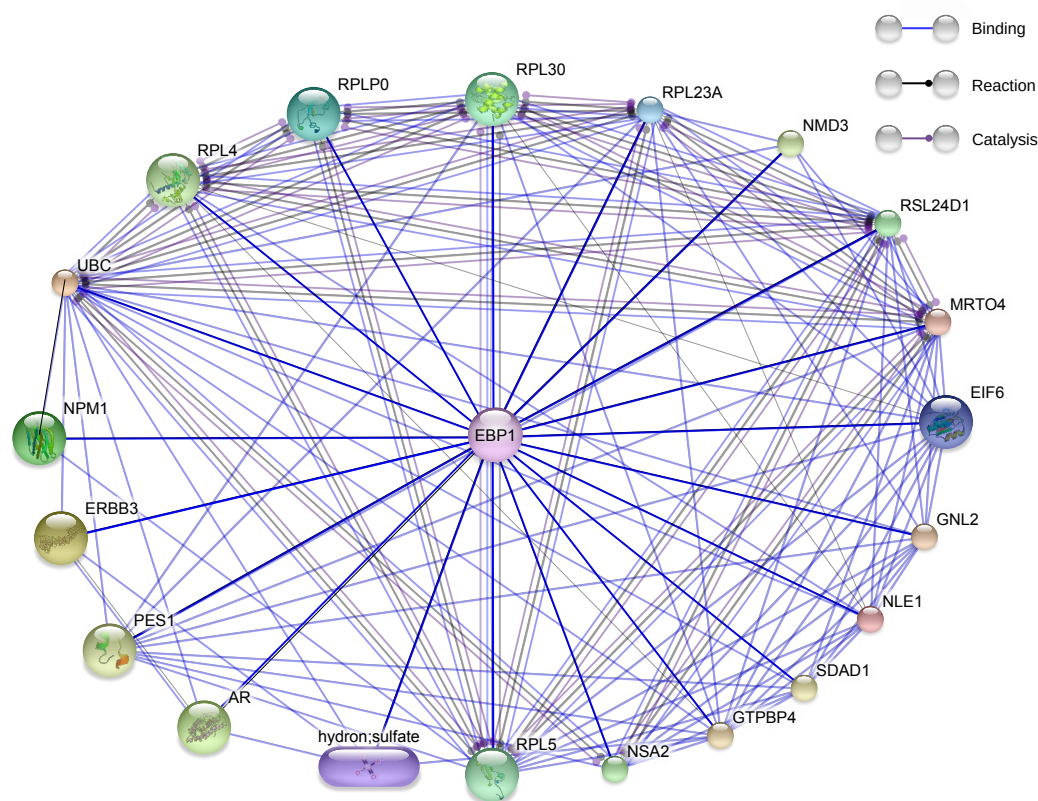 Binding
RPL30
RPLP0
RPL23A
Reaction
NMD3
Catalysis
RPL4
RSL24D1
UBC
MRTO4
EIF6
NPM1
EBP1
ERBB3
GNL2
NLE1
PES1
SDAD1
AR
GTPBP4
hydron;sulfate
RPL5
NSA2